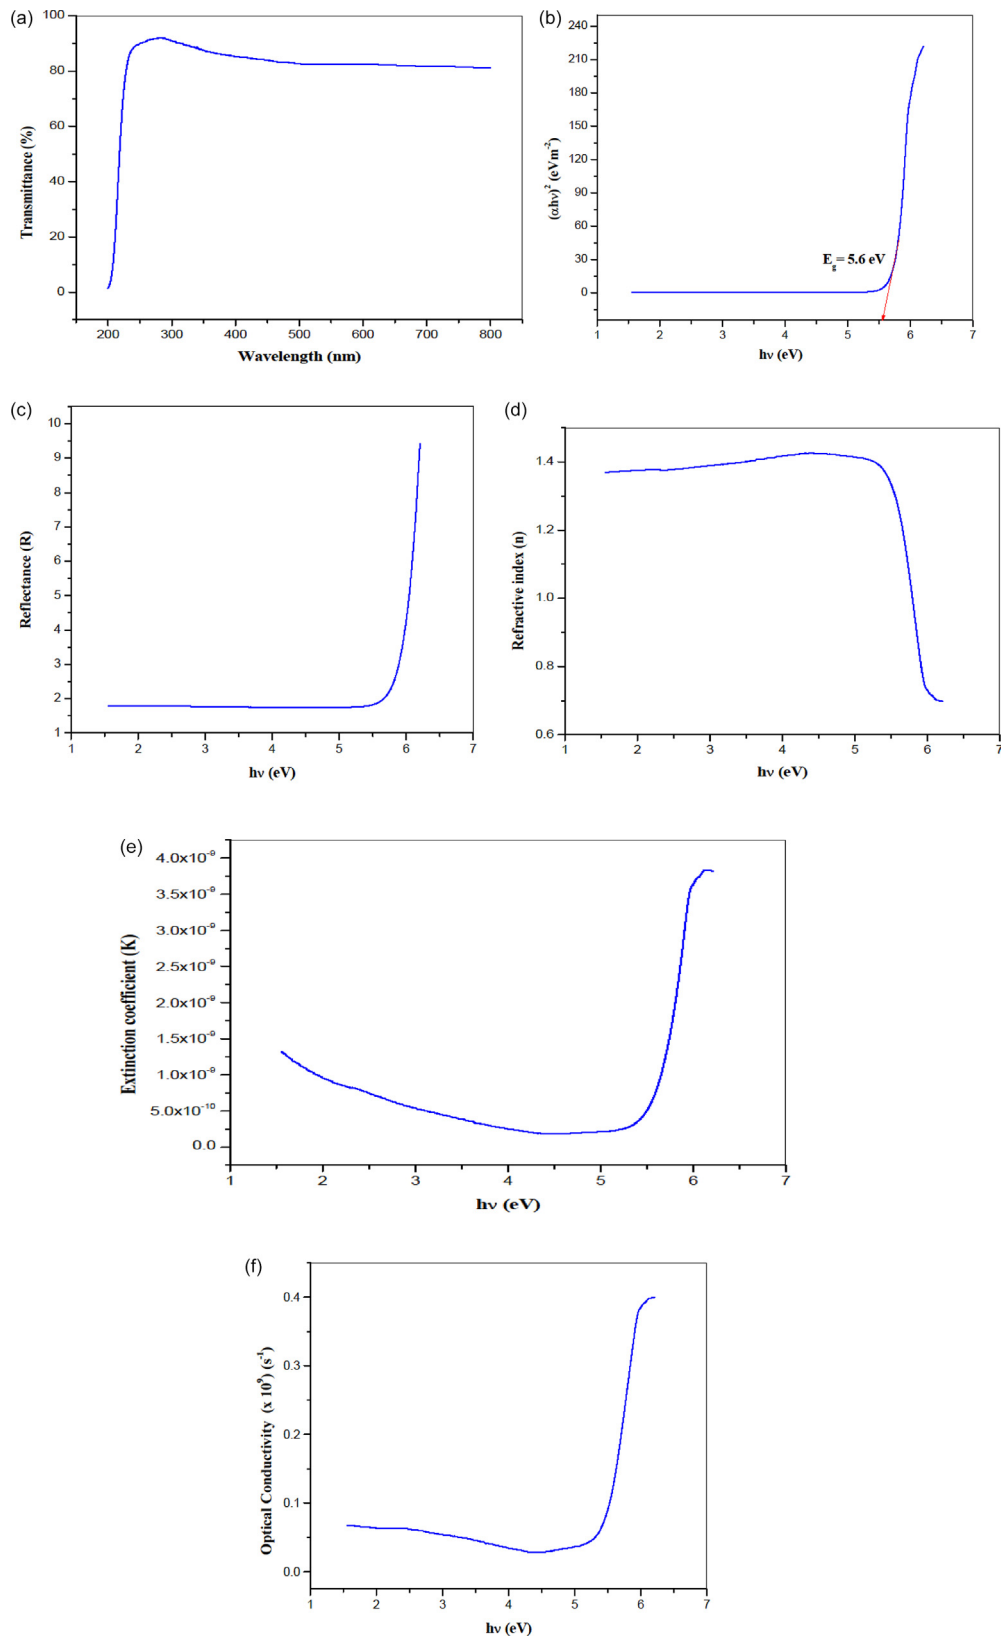 (a)
100
80
60
40
20
0
Transmittance (%)
200 300 400 500 600 700 800
Wavelength (nm)
(b)
240
210
180
150
120
90
60
30
0
(αhν)² (eVm⁻²)
E_g = 5.6 eV
1 2 3 4 5 6 7
hν (eV)
(c)
10
9
8
7
6
5
4
3
2
1
Reflectance (R)
1 2 3 4 5 6 7
hν (eV)
(d)
1.4
1.2
1.0
0.8
0.6
Refractive index (n)
1 2 3 4 5 6 7
hν (eV)
(e)
4.0x10⁻⁹
3.5x10⁻⁹
3.0x10⁻⁹
2.5x10⁻⁹
2.0x10⁻⁹
1.5x10⁻⁹
1.0x10⁻⁹
5.0x10⁻¹⁰
0.0
Extinction coefficient (K)
1 2 3 4 5 6 7
hν (eV)
(f)
0.4
0.3
0.2
0.1
0.0
Optical Conductivity (x 10⁹) (s⁻¹)
1 2 3 4 5 6 7
hν (eV)